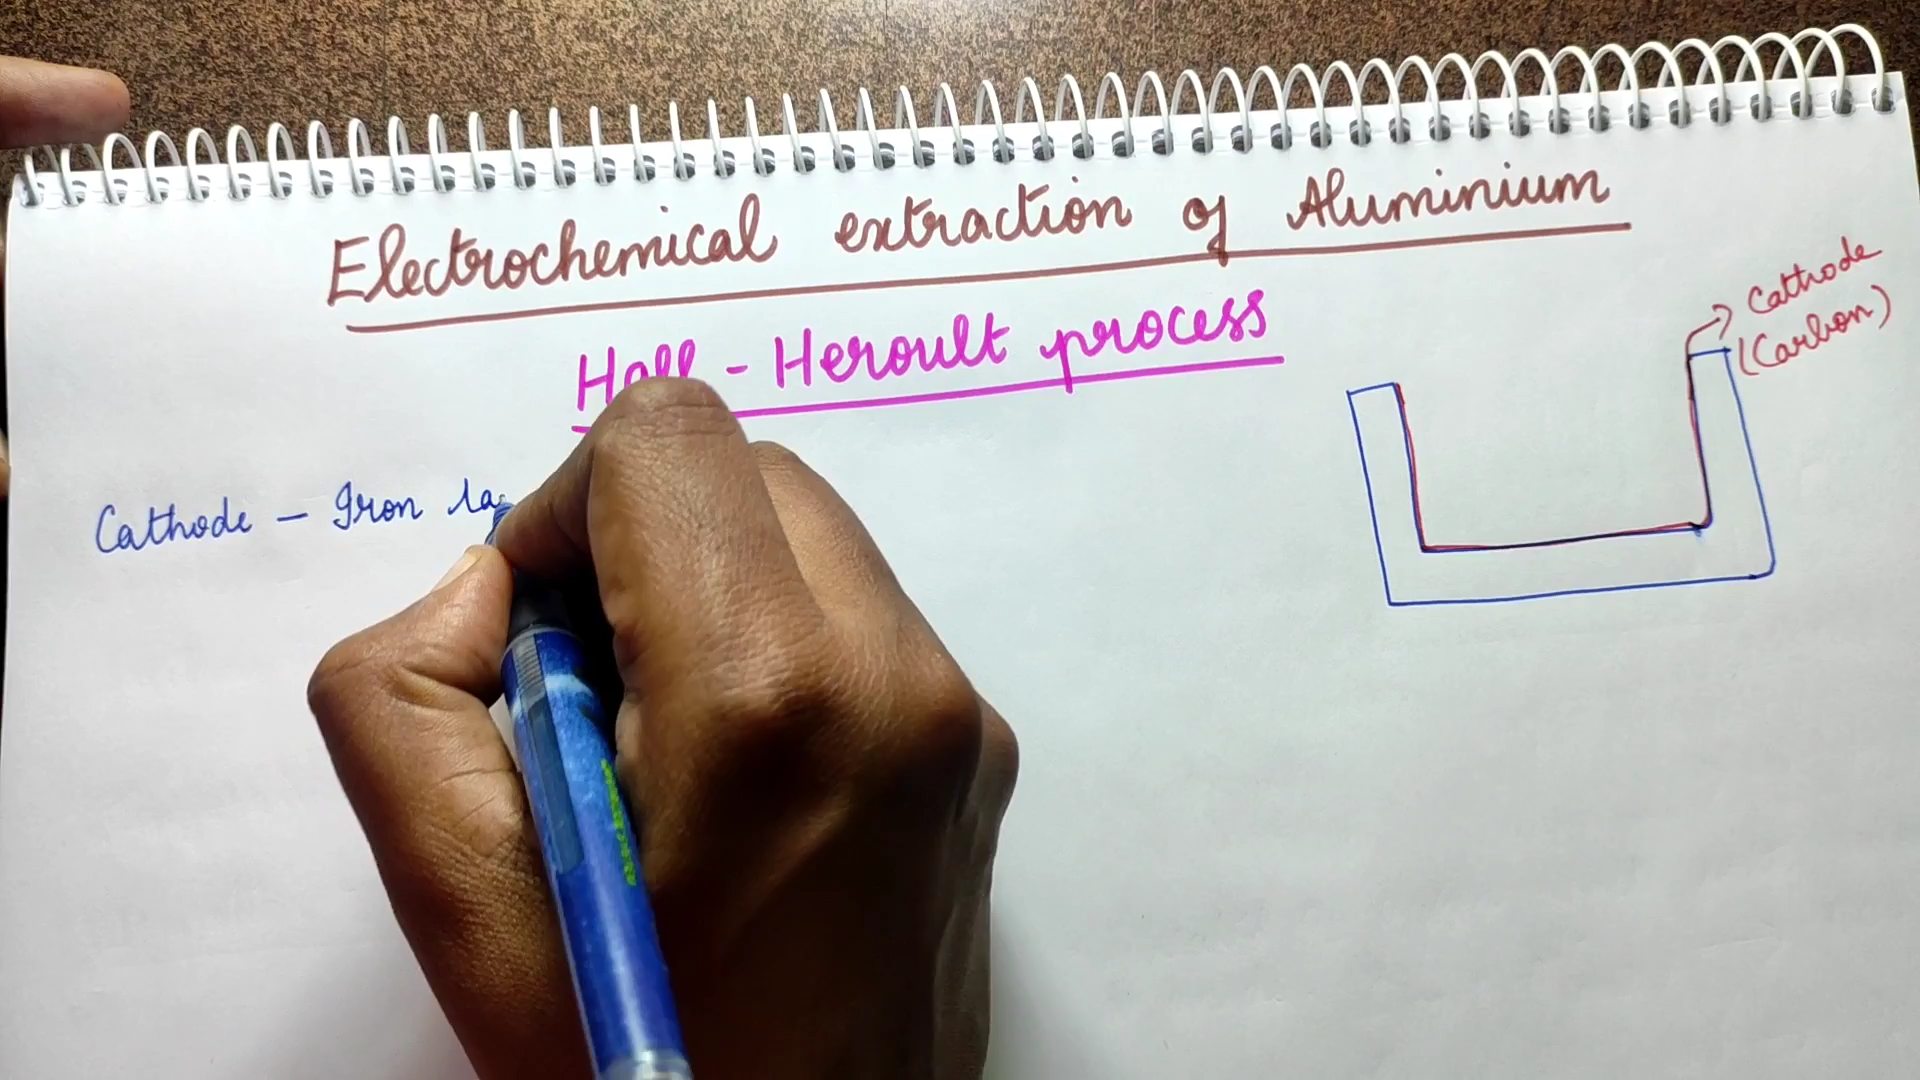 Electrochemical extraction of Aluminium
Hall - Heroult process
Cathode
(Carbon)
Cathode – Iron